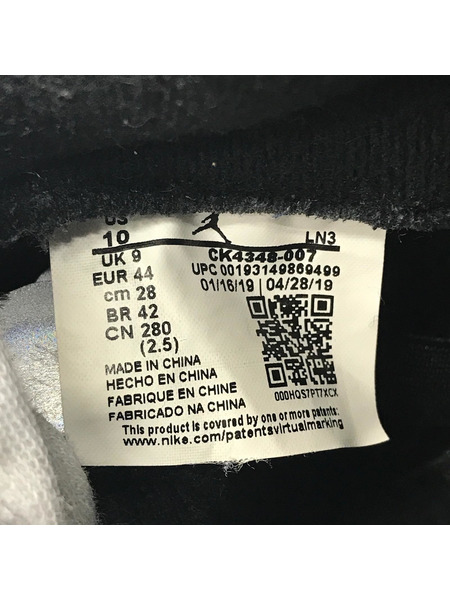 US
10 LN3
UK 9 CK4348-007
EUR 44 UPC 00193149869499
cm 28 01/16/19 04/28/19
BR 42
CN 280
(2.5)
MADE IN CHINA
HECHO EN CHINA
FABRIQUE EN CHINE
FABRICADO NA CHINA
000HQS7PT7XCX
This product is covered by one or more patents:
www.nike.com/patentsvirtualmarking